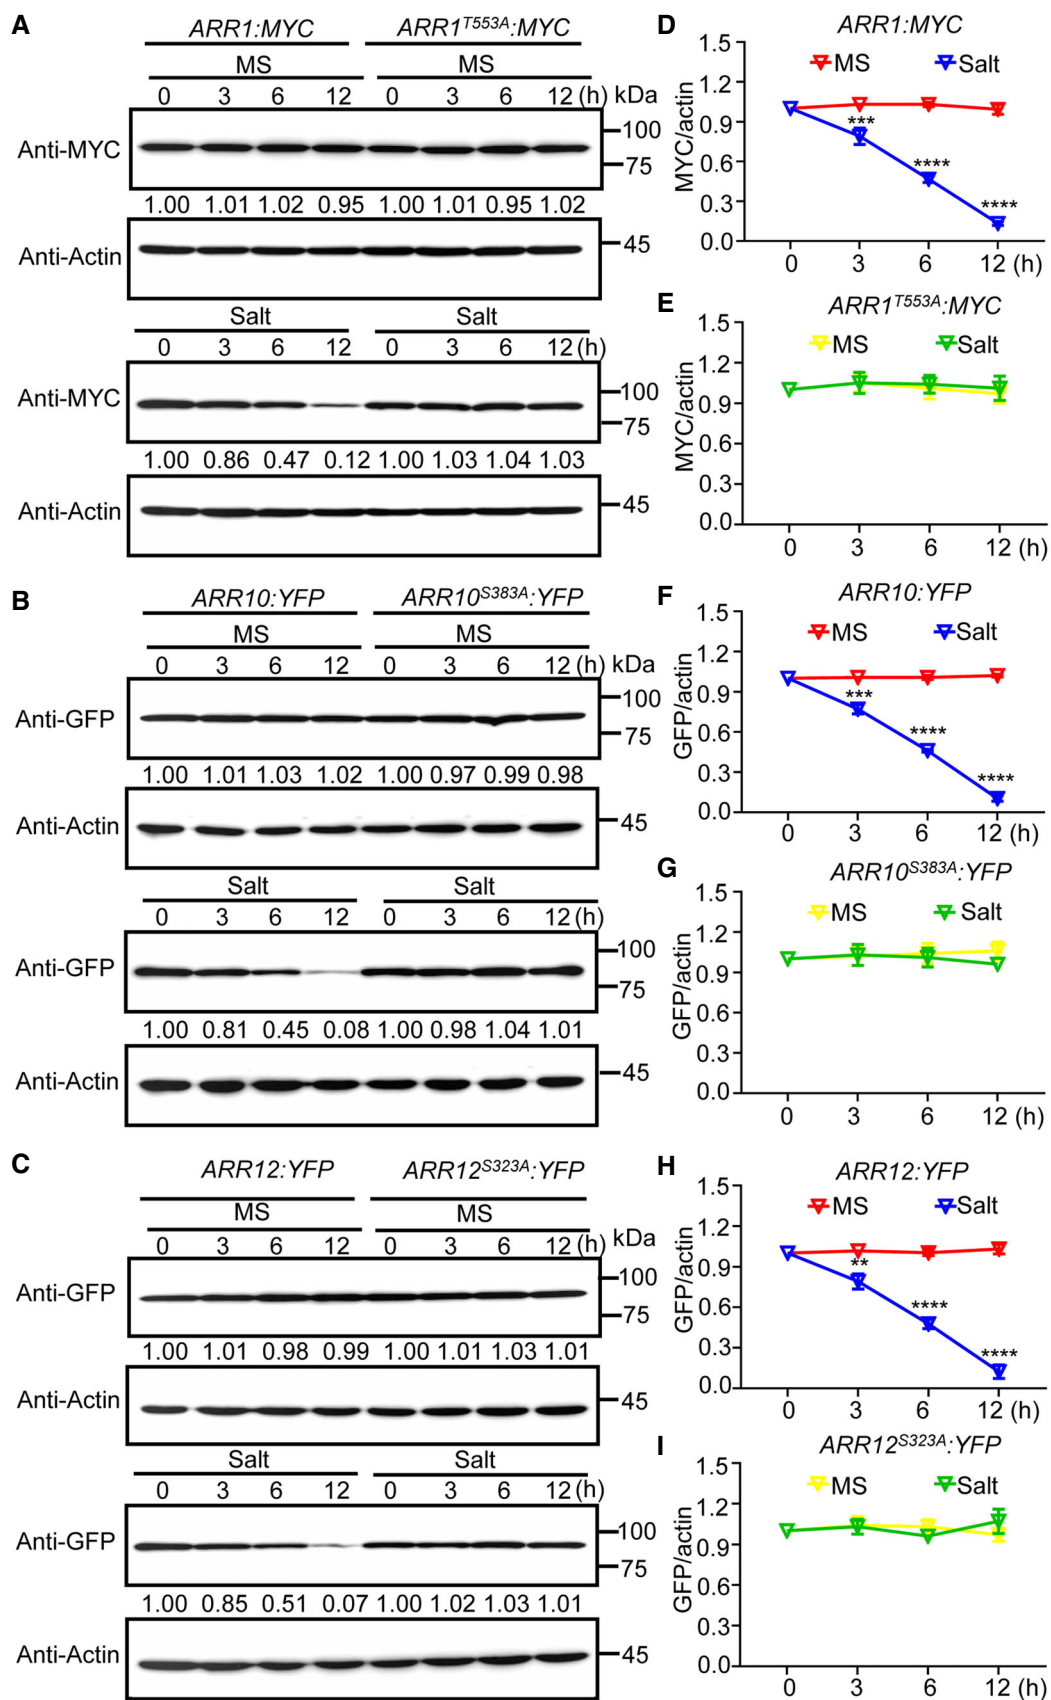 A
ARR1:MYC ARR1T553A:MYC
MS MS
0 3 6 12 0 3 6 12 (h) kDa
Anti-MYC
100
75
1.00 1.01 1.02 0.95 1.00 1.01 0.95 1.02
Anti-Actin
45
Salt Salt
0 3 6 12 0 3 6 12 (h)
Anti-MYC
100
75
1.00 0.86 0.47 0.12 1.00 1.03 1.04 1.03
Anti-Actin
45
B
ARR10:YFP ARR10S383A:YFP
MS MS
0 3 6 12 0 3 6 12 (h) kDa
Anti-GFP
100
75
1.00 1.01 1.03 1.02 1.00 0.97 0.99 0.98
Anti-Actin
45
Salt Salt
0 3 6 12 0 3 6 12 (h)
Anti-GFP
100
75
1.00 0.81 0.45 0.08 1.00 0.98 1.04 1.01
Anti-Actin
45
C
ARR12:YFP ARR12S323A:YFP
MS MS
0 3 6 12 0 3 6 12 (h) kDa
Anti-GFP
100
75
1.00 1.01 0.98 0.99 1.00 1.01 1.03 1.01
Anti-Actin
45
Salt Salt
0 3 6 12 0 3 6 12 (h)
Anti-GFP
100
75
1.00 0.85 0.51 0.07 1.00 1.02 1.03 1.01
Anti-Actin
45
D
ARR1:MYC
MS Salt
MYC/actin
1.5
1.2
0.9
0.6
0.3
0.0
***
****
****
0 3 6 12 (h)
E
ARR1T553A:MYC
MS Salt
MYC/actin
1.5
1.2
0.9
0.6
0.3
0.0
0 3 6 12 (h)
F
ARR10:YFP
MS Salt
GFP/actin
1.5
1.2
0.9
0.6
0.3
0.0
***
****
****
0 3 6 12 (h)
G
ARR10S383A:YFP
MS Salt
GFP/actin
1.5
1.2
0.9
0.6
0.3
0.0
0 3 6 12 (h)
H
ARR12:YFP
MS Salt
GFP/actin
1.5
1.2
0.9
0.6
0.3
0.0
**
****
****
0 3 6 12 (h)
I
ARR12S323A:YFP
MS Salt
GFP/actin
1.5
1.2
0.9
0.6
0.3
0.0
0 3 6 12 (h)